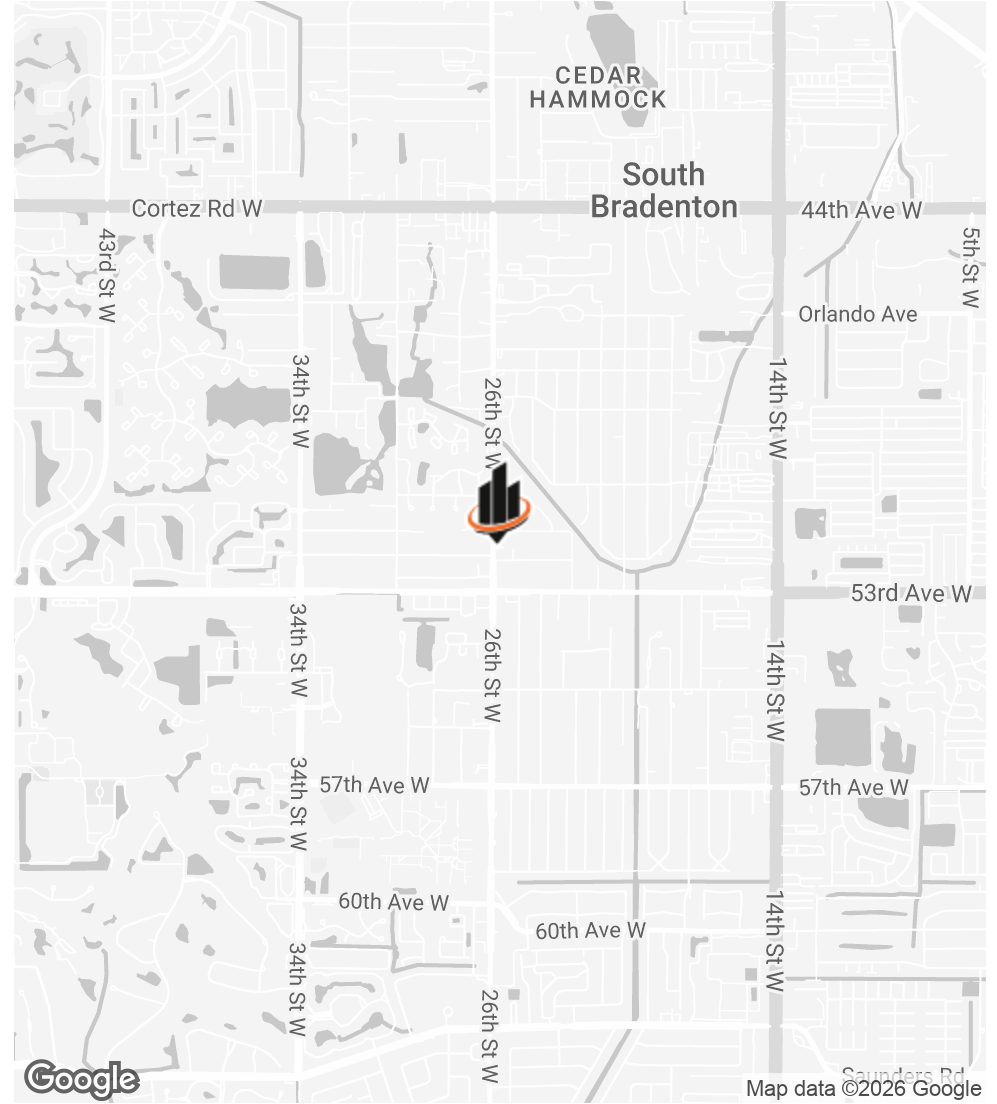 CEDAR
HAMMOCK
South
Bradenton
Cortez Rd W
44th Ave W
43rd St W
5th St W
Orlando Ave
34th St W
26th St W
14th St W
53rd Ave W
34th St W
26th St W
14th St W
34th St W
57th Ave W
57th Ave W
60th Ave W
60th Ave W
14th St W
34th St W
26th St W
Saunders Rd
Google
Map data ©2026 Google